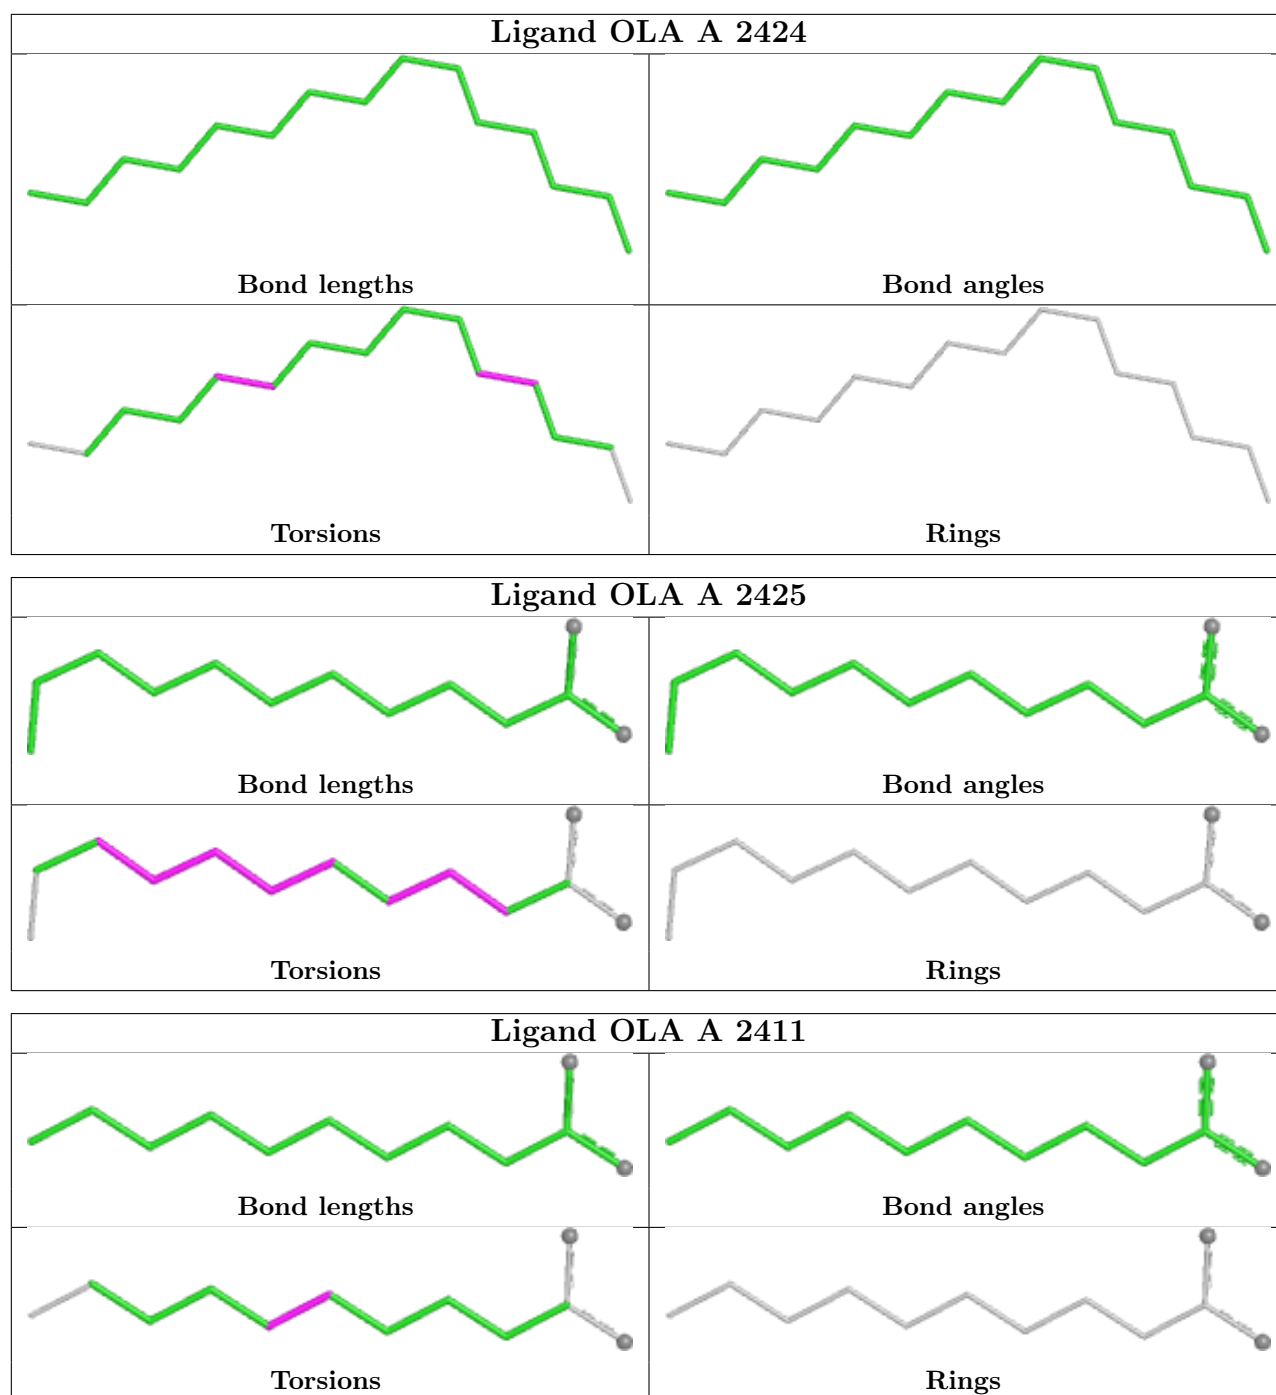 Ligand OLA A 2424
Bond lengths
Bond angles
Torsions
Rings
Ligand OLA A 2425
Bond lengths
Bond angles
Torsions
Rings
Ligand OLA A 2411
Bond lengths
Bond angles
Torsions
Rings